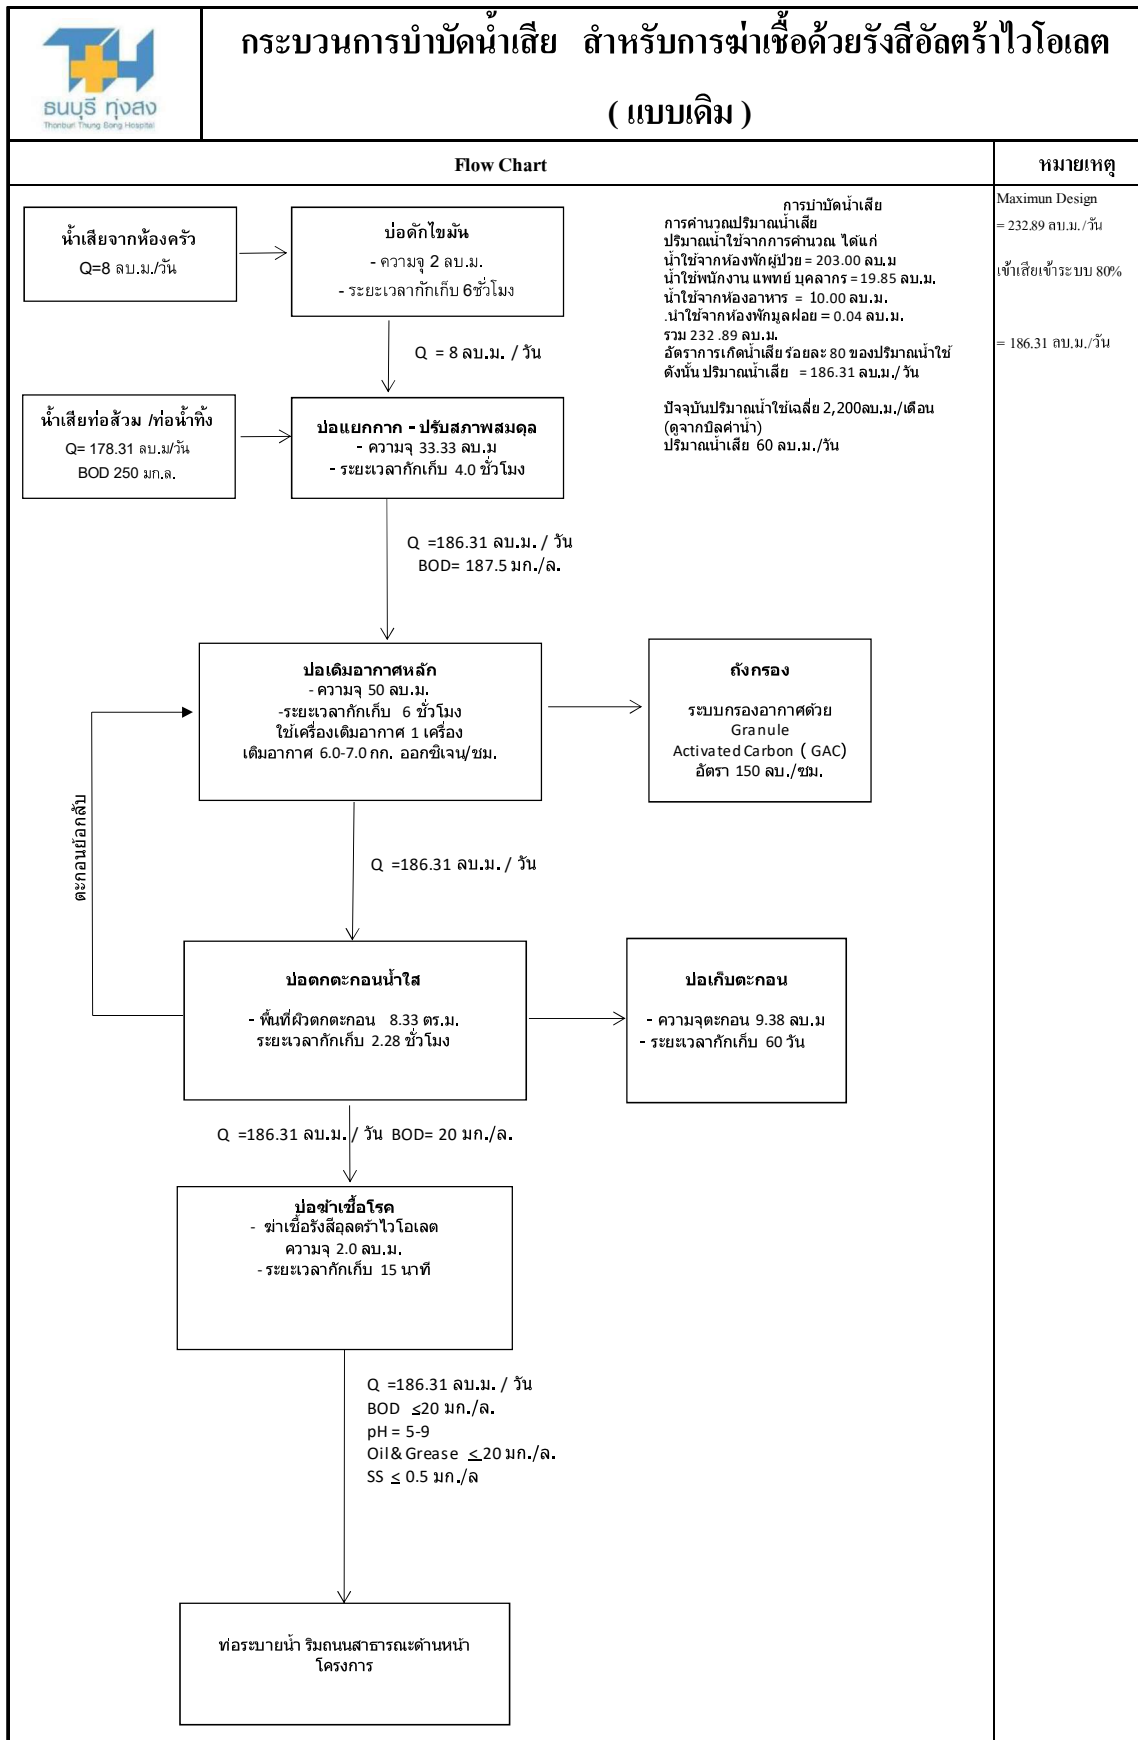 ธนบุรี ทุ่งสง
Thonburi Thung Song Hospital
กระบวนการบำบัดน้ำเสีย สำหรับการฆ่าเชื้อด้วยรังสีอัลตร้าไวโอเลต
( แบบเดิม )
Flow Chart
หมายเหตุ
น้ำเสียจากห้องครัว
Q=8 ลบ.ม./วัน
บ่อดักไขมัน
- ความจุ 2 ลบ.ม.
- ระยะเวลากักเก็บ 6ชั่วโมง
การบำบัดน้ำเสีย
การคำนวณปริมาณน้ำเสีย
ปริมาณน้ำใช้จากการคำนวณ ได้แก่
น้ำใช้จากห้องพักผู้ป่วย = 203.00 ลบ.ม
น้ำใช้พนักงาน แพทย์ บุคลากร = 19.85 ลบ.ม.
น้ำใช้จากห้องอาหาร = 10.00 ลบ.ม.
.น้ำใช้จากห้องพักมูลฝอย = 0.04 ลบ.ม.
รวม 232 .89 ลบ.ม.
อัตราการเกิดน้ำเสีย ร้อยละ 80 ของปริมาณน้ำใช้
ดังนั้น ปริมาณน้ำเสีย = 186.31 ลบ.ม./ วัน
ปัจจุบันปริมาณน้ำใช้เฉลี่ย 2,200ลบ.ม./เดือน
(ดูจากบิลค่าน้ำ)
ปริมาณน้ำเสีย 60 ลบ.ม./วัน
Maximun Design
= 232.89 ลบ.ม./วัน
เข้าเสียเข้าระบบ 80%
= 186.31 ลบ.ม./วัน
Q = 8 ลบ.ม. / วัน
น้ำเสียท่อส้วม /ท่อน้ำทิ้ง
Q= 178.31 ลบ.ม/วัน
BOD 250 มก.ล.
บ่อแยกกาก - ปรับสภาพสมดุล
- ความจุ 33.33 ลบ.ม
- ระยะเวลากักเก็บ 4.0 ชั่วโมง
Q =186.31 ลบ.ม. / วัน
BOD= 187.5 มก./ล.
บ่อเติมอากาศหลัก
- ความจุ 50 ลบ.ม.
-ระยะเวลากักเก็บ 6 ชั่วโมง
ใช้เครื่องเติมอากาศ 1 เครื่อง
เติมอากาศ 6.0-7.0 กก. ออกซิเจน/ชม.
ถังกรอง
ระบบกรองอากาศด้วย
Granule
Activated Carbon ( GAC)
อัตรา 150 ลบ./ชม.
ตะกอนย้อกลับ
Q =186.31 ลบ.ม. / วัน
บ่อตกตะกอนน้ำใส
- พื้นที่ผิวตกตะกอน 8.33 ตร.ม.
ระยะเวลากักเก็บ 2.28 ชั่วโมง
บ่อเก็บตะกอน
- ความจุตะกอน 9.38 ลบ.ม
- ระยะเวลากักเก็บ 60 วัน
Q =186.31 ลบ.ม. / วัน BOD= 20 มก./ล.
บ่อฆ่าเชื้อโรค
- ฆ่าเชื้อรังสีอุลตร้าไวโอเลต
ความจุ 2.0 ลบ.ม.
- ระยะเวลากักเก็บ 15 นาที
Q =186.31 ลบ.ม. / วัน
BOD ≤20 มก./ล.
pH = 5-9
Oil & Grease ≤ 20 มก./ล.
SS ≤ 0.5 มก./ล
ท่อระบายน้ำ ริมถนนสาธารณะด้านหน้า
โครงการ